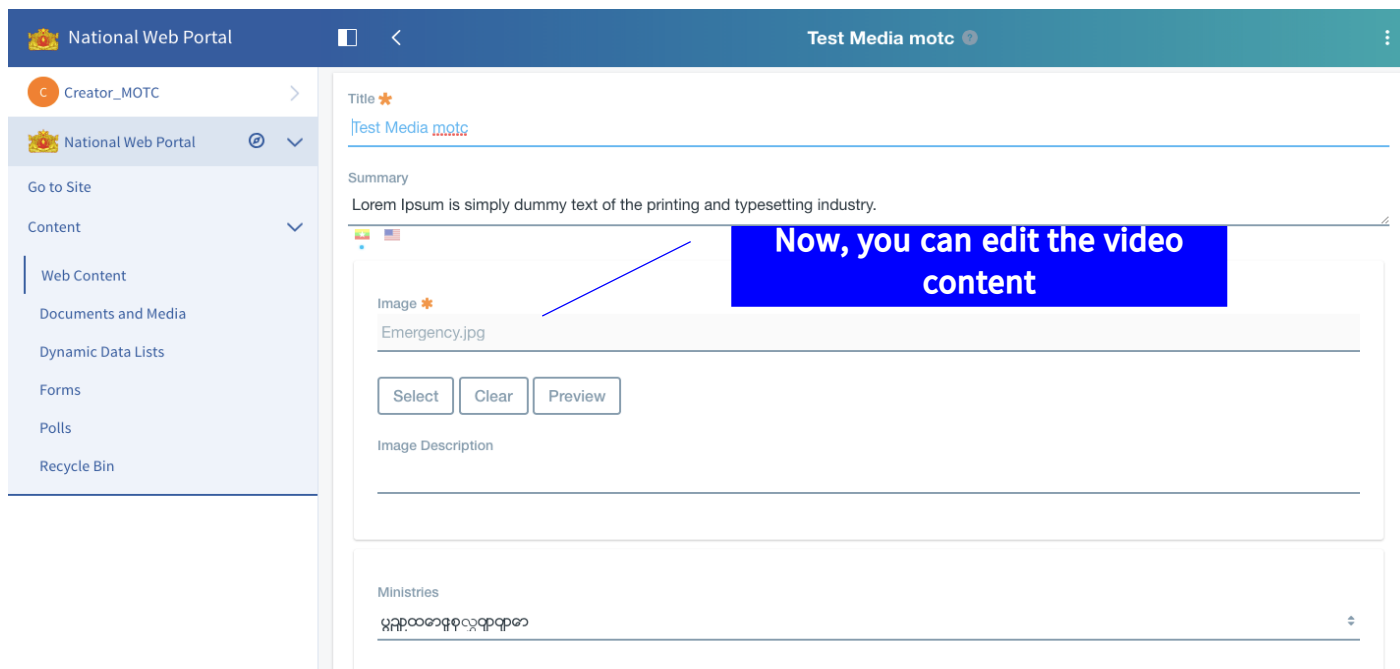 National Web Portal
Test Media motc
C
Creator_MOTC
National Web Portal
Go to Site
Content
Web Content
Documents and Media
Dynamic Data Lists
Forms
Polls
Recycle Bin
Title
Test Media motc
Summary
Lorem Ipsum is simply dummy text of the printing and typesetting industry.
Now, you can edit the video
content
Image
Emergency.jpg
Select Clear Preview
Image Description
Ministries